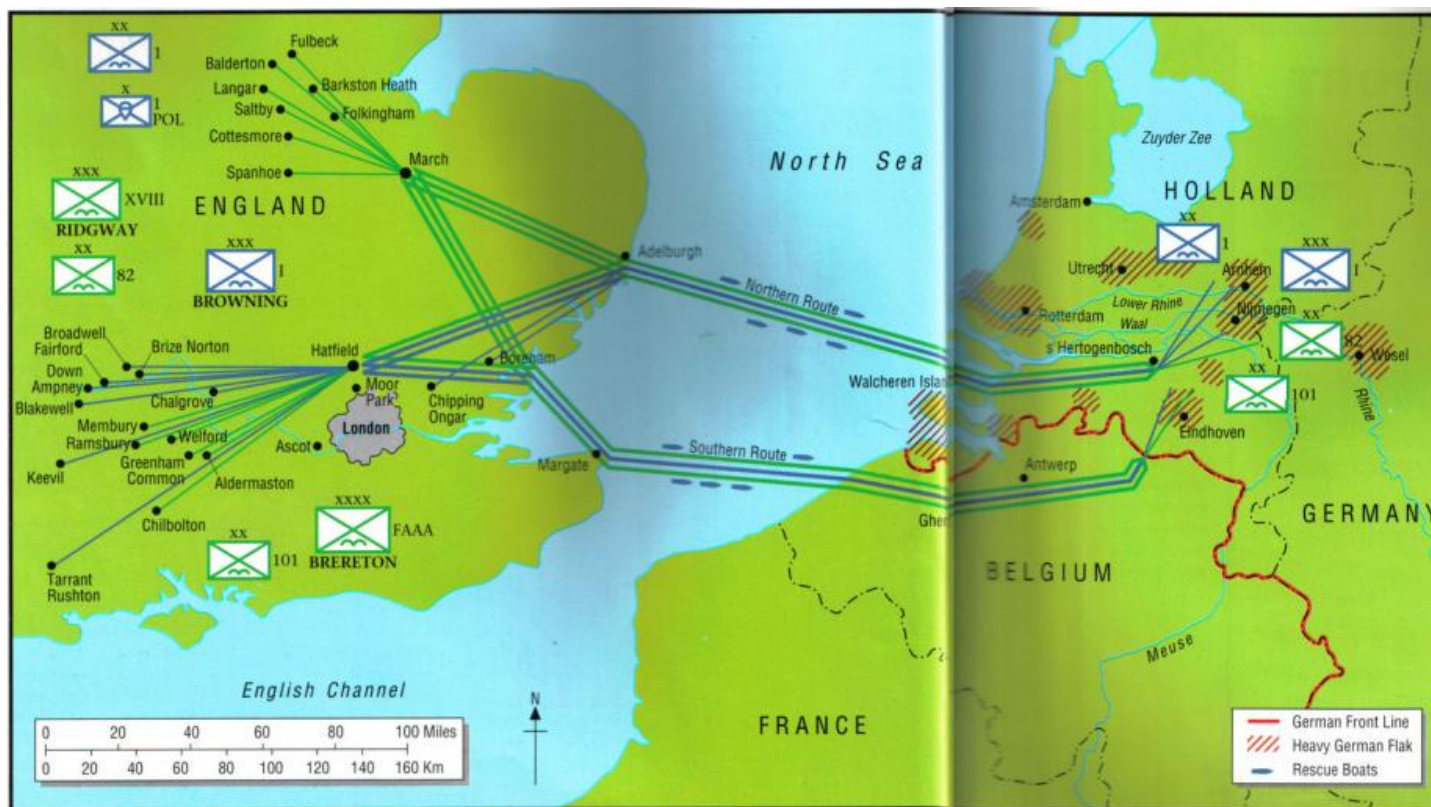 xx
1
x
1
POL
xxx
XVIII
RIDGWAY
xx
82
xxx
I
BROWNING
Fulbeck
Balderton
Barkston Heath
Langar
Saltby
Folkingham
Cottesmore
March
Spanhoe
ENGLAND
North Sea
Zuyder Zee
HOLLAND
Amsterdam
xx
1
xxx
I
Adelburgh
Utrecht
Arnhem
Northern Route
Lower Rhine
Rotterdam
Nijmegen
Waal
xx
82
Wesel
s'Hertogenbosch
Broadwell
Fairford
Brize Norton
Down
Ampney
Blakewell
Chalgrove
Hatfield
Moor
Park
Boreham
Chipping
Ongar
Walcheren Islan
xx
101
Rhine
Membury
Ramsbury
Welford
Keevil
Greenham
Common
Aldermaston
Ascot
London
Margate
Southern Route
Eindhoven
Antwerp
Chilbolton
xxxx
FAAA
BRERETON
Ghen
GERMANY
Tarrant
Rushton
xx
101
BELGIUM
Meuse
English Channel
N
FRANCE
0 20 40 60 80 100 Miles
0 20 40 60 80 100 120 140 160 Km
German Front Line
Heavy German Flak
Rescue Boats